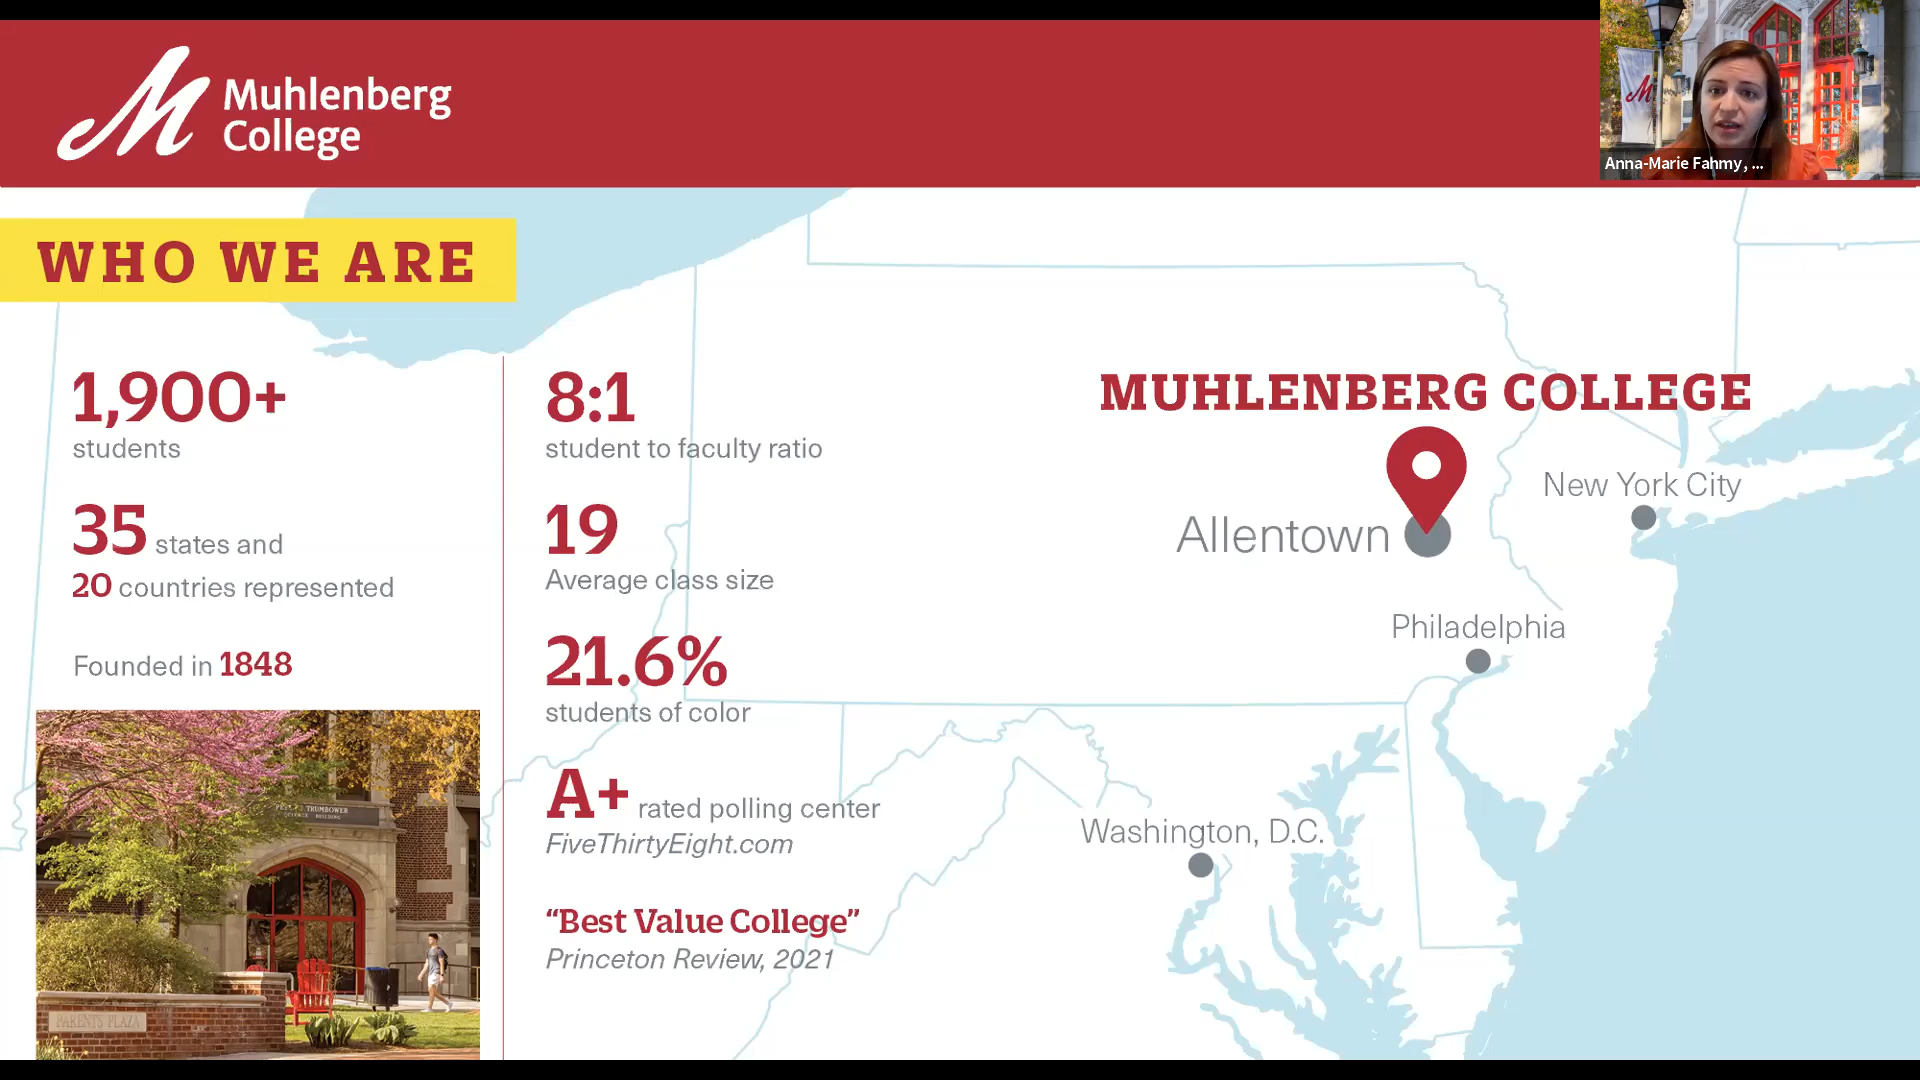 Muhlenberg
College
Anna-Marie Fahmy, ...
WHO WE ARE
1,900+
students
35 states and
20 countries represented
Founded in 1848
TRUMBOWER
SCIENCE BUILDING
PARENTS PLAZA
8:1
student to faculty ratio
19
Average class size
21.6%
students of color
A+ rated polling center
FiveThirtyEight.com
“Best Value College”
Princeton Review, 2021
MUHLENBERG COLLEGE
Allentown
New York City
Philadelphia
Washington, D.C.